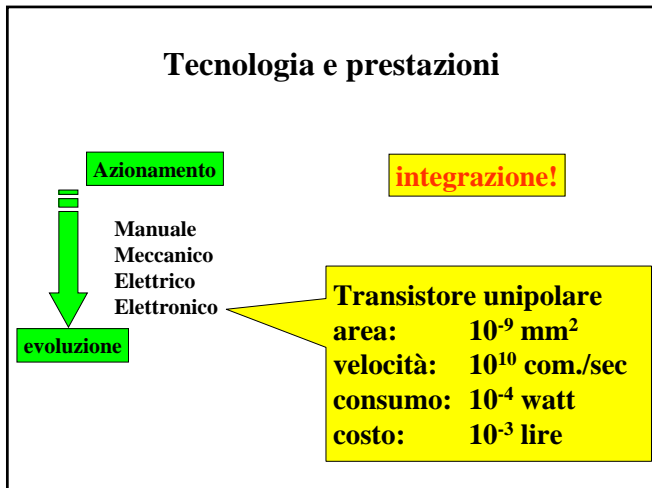 Tecnologia e prestazioni
Azionamento
integrazione!
Manuale
Meccanico
Elettrico
Elettronico
evoluzione
Transistore unipolare
area: 10⁻⁹ mm²
velocità: 10¹⁰ com./sec
consumo: 10⁻⁴ watt
costo: 10⁻³ lire